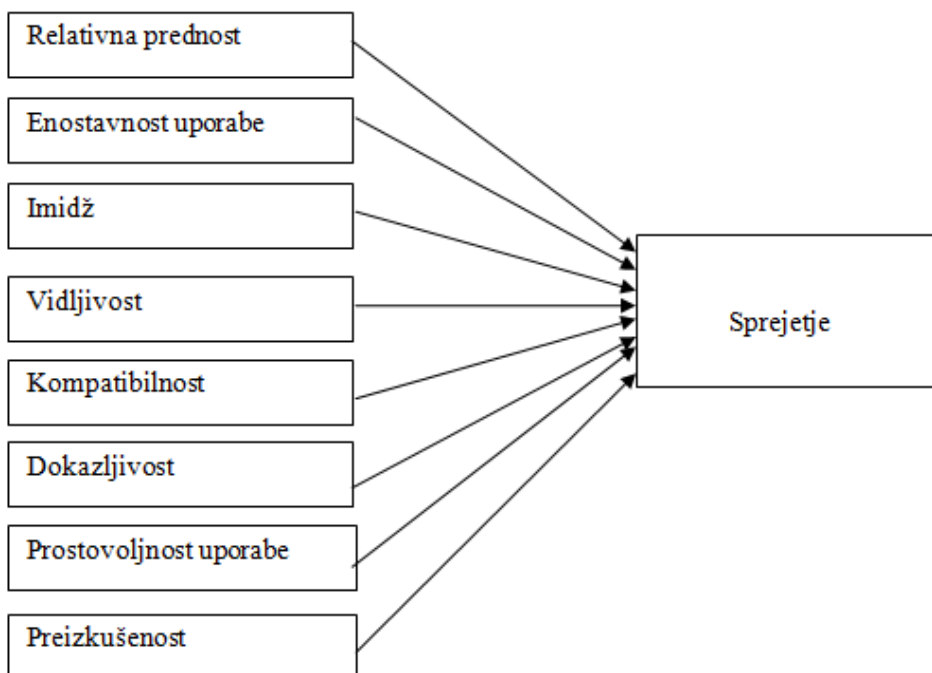 Relativna prednost
Enostavnost uporabe
Imidž
Vidljivost
Sprejetje
Kompatibilnost
Dokazljivost
Prostovoljnost uporabe
Preizkušenost